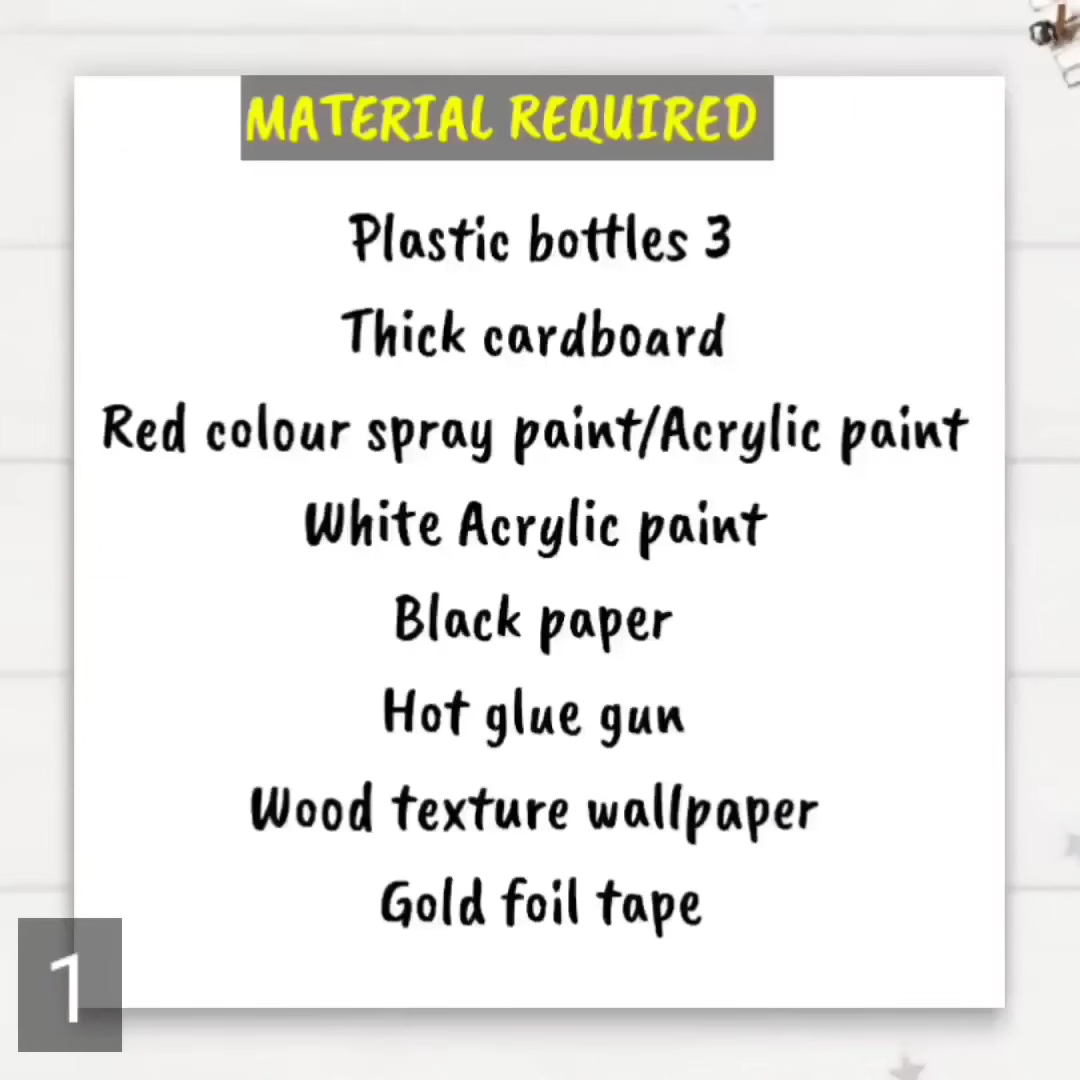 MATERIAL REQUIRED
Plastic bottles 3
Thick cardboard
Red colour spray paint/Acrylic paint
White Acrylic paint
Black paper
Hot glue gun
Wood texture wallpaper
Gold foil tape
1